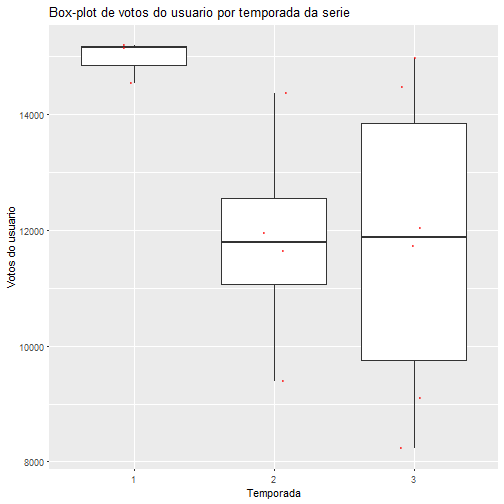 Box-plot de votos do usuario por temporada da serie
Votos do usuario
14000
12000
10000
8000
1
2
3
Temporada